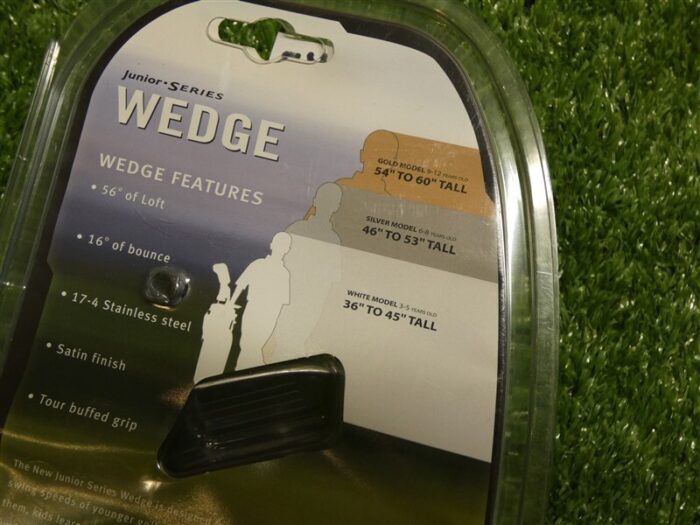 Junior • SERIES
WEDGE
WEDGE FEATURES
• 56° of Loft
• 16° of bounce
• 17-4 Stainless steel
• Satin finish
• Tour buffed grip
GOLD MODEL 9-12 YEARS OLD
54" TO 60" TALL
SILVER MODEL 6-8 YEARS OLD
46" TO 53" TALL
WHITE MODEL 3-5 YEARS OLD
36" TO 45" TALL
The New Junior Series Wedge is
swing speeds of younger
them, kids